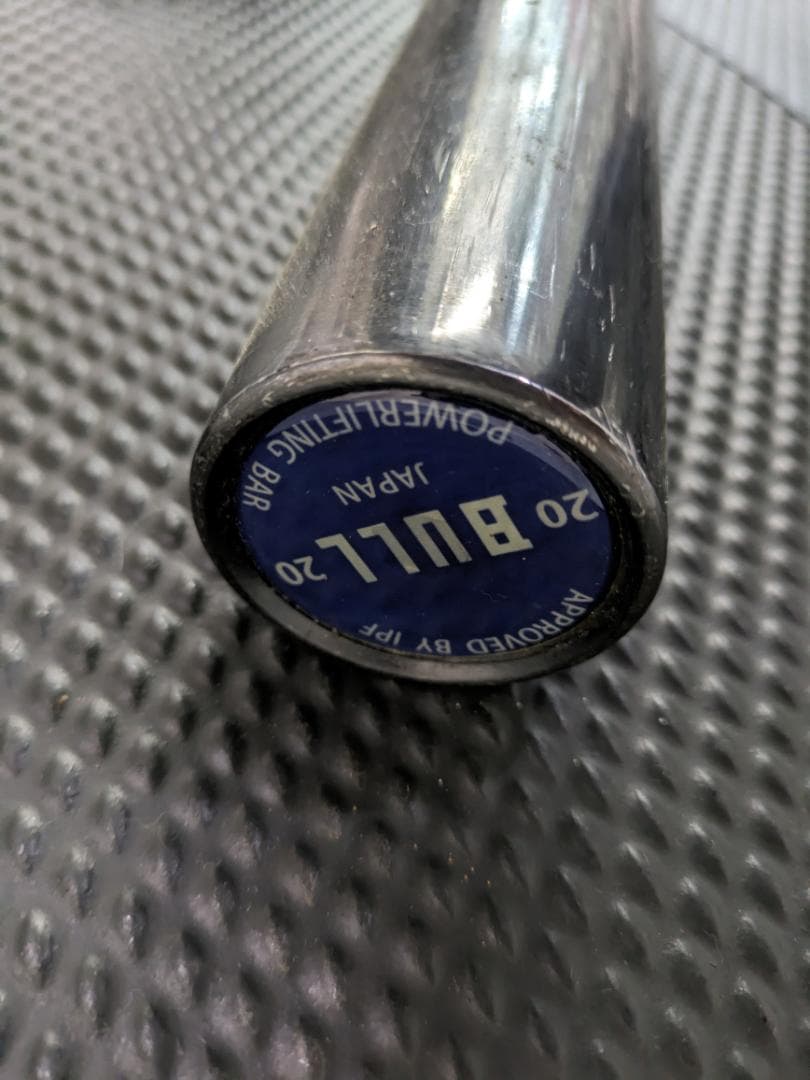 APPROVED BY IPF
20 BULL 20
JAPAN
POWERLIFTING BAR